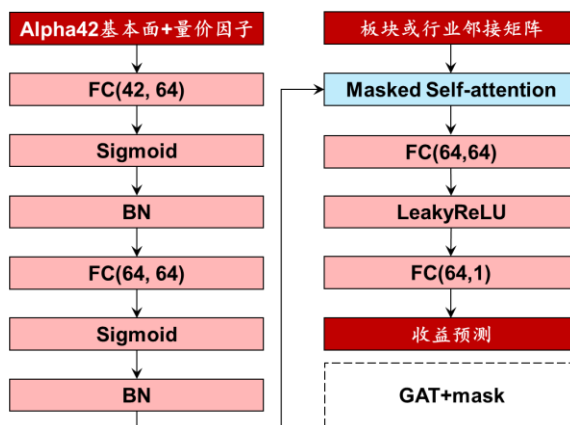 Alpha42基本面+量价因子
FC(42, 64)
Sigmoid
BN
FC(64, 64)
Sigmoid
BN
板块或行业邻接矩阵
Masked Self-attention
FC(64,64)
LeakyReLU
FC(64,1)
收益预测
GAT+mask